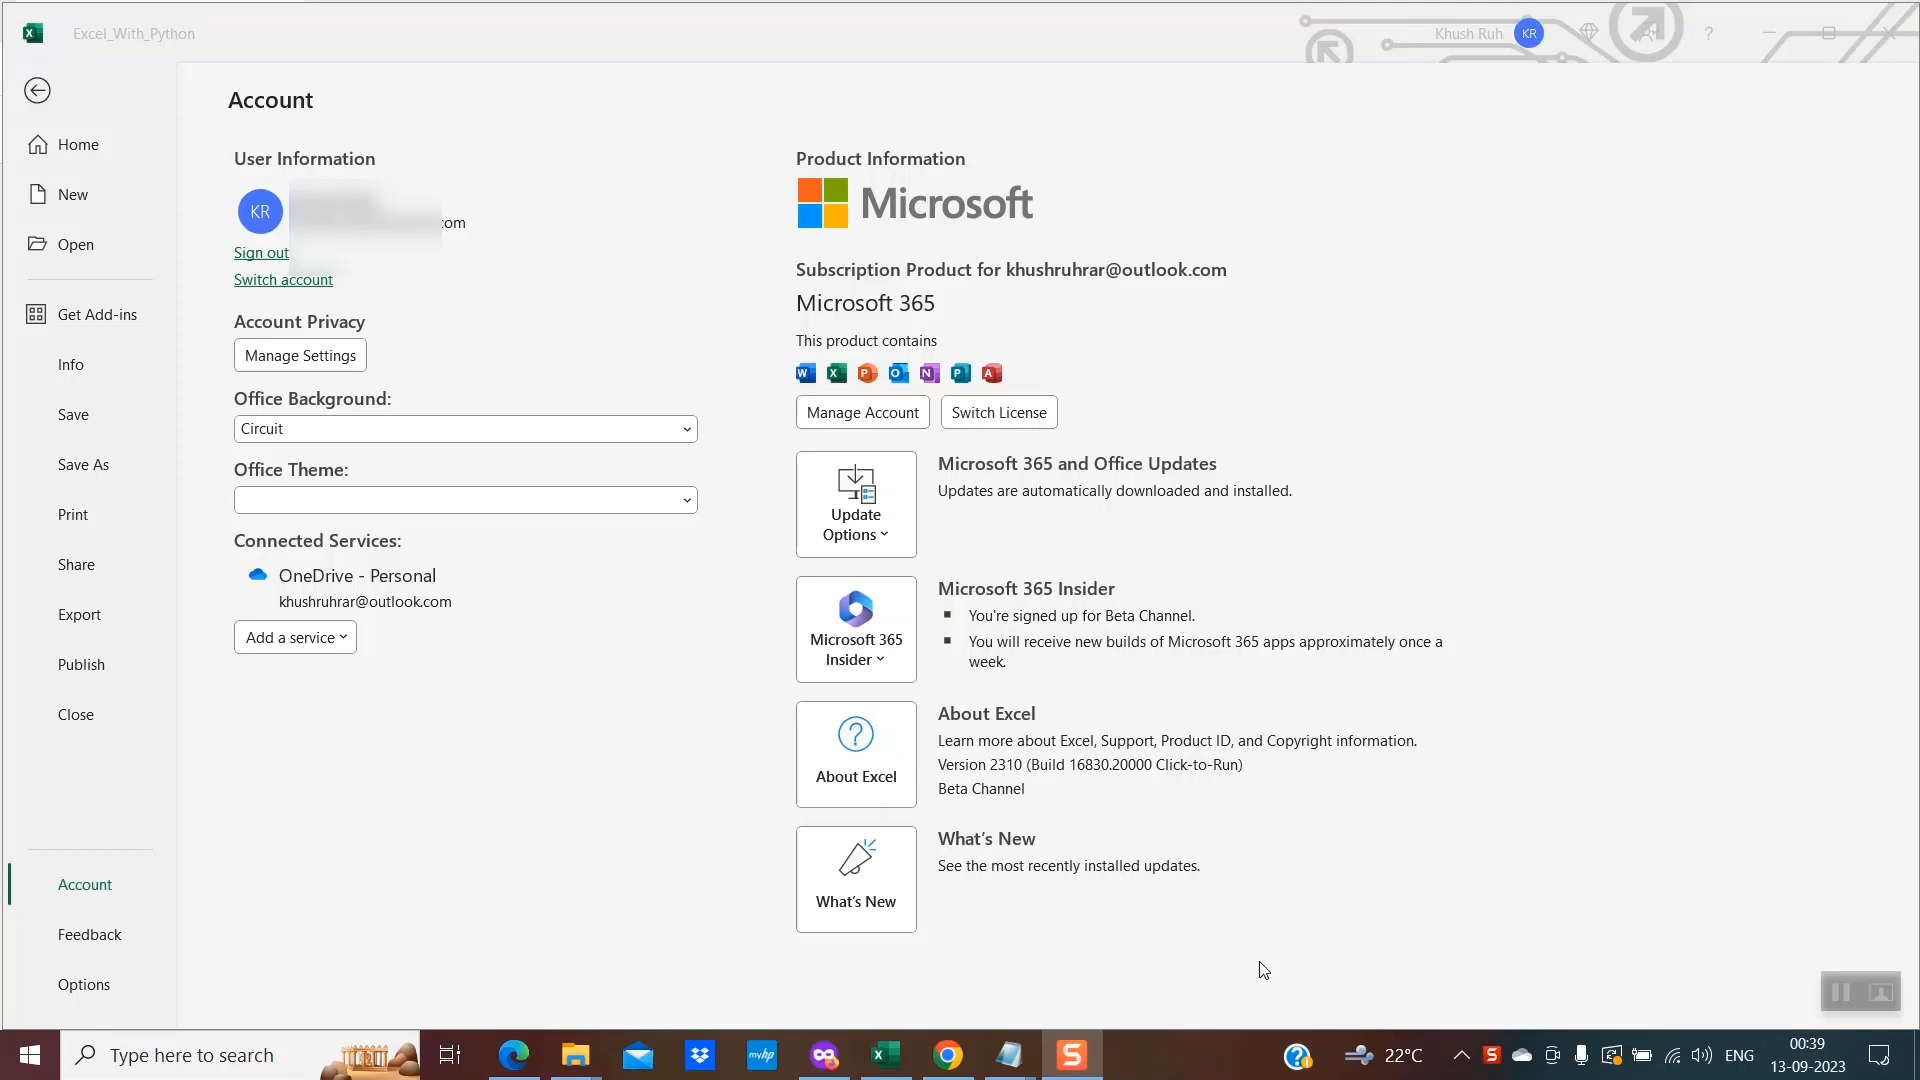 Excel_With_Python
Khush Ruh
KR
?
Account
Home
New
Open
Get Add-ins
Info
Save
Save As
Print
Share
Export
Publish
Close
Account
Feedback
Options
User Information
KR
com
Sign out
Switch account
Account Privacy
Manage Settings
Office Background:
Circuit
Office Theme:
Connected Services:
OneDrive - Personal
khushruhrar@outlook.com
Add a service
Product Information
Microsoft
Subscription Product for khushruhrar@outlook.com
Microsoft 365
This product contains
W X P O N P A
Manage Account
Switch License
Update
Options
Microsoft 365 and Office Updates
Updates are automatically downloaded and installed.
Microsoft 365
Insider
Microsoft 365 Insider
You're signed up for Beta Channel.
You will receive new builds of Microsoft 365 apps approximately once a
week.
?
About Excel
About Excel
Learn more about Excel, Support, Product ID, and Copyright information.
Version 2310 (Build 16830.20000 Click-to-Run)
Beta Channel
What's New
What's New
See the most recently installed updates.
Type here to search
myhp
X
S
?
22°C
S
ENG
00:39
13-09-2023